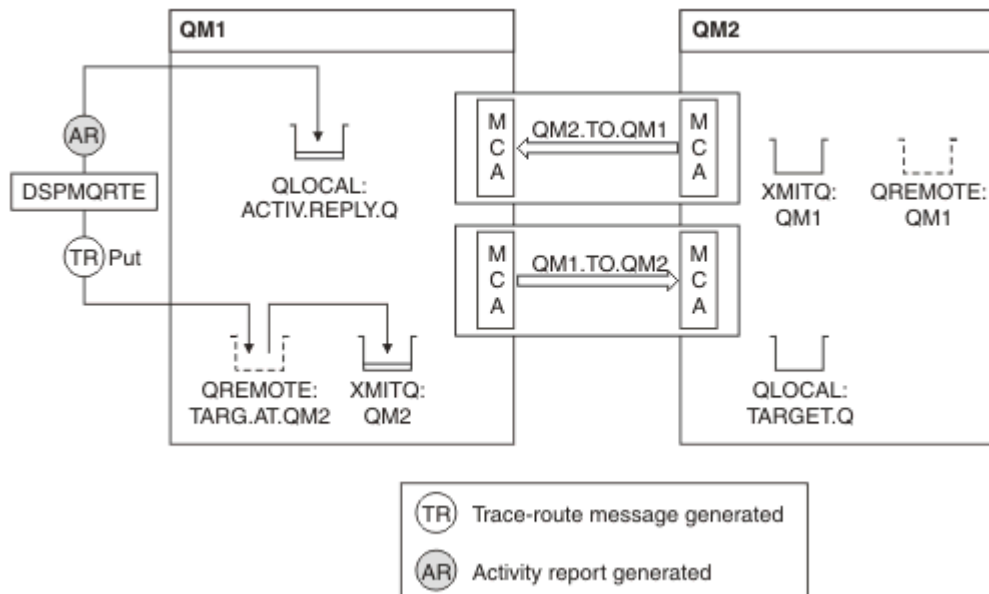 QM1
QM2
AR
DSPMQRTE
TR Put
QLOCAL:
ACTIV.REPLY.Q
M
C
A
QM2.TO.QM1
M
C
A
XMITQ:
QM1
QREMOTE:
QM1
M
C
A
QM1.TO.QM2
M
C
A
QREMOTE:
TARG.AT.QM2
XMITQ:
QM2
QLOCAL:
TARGET.Q
TR Trace-route message generated
AR Activity report generated